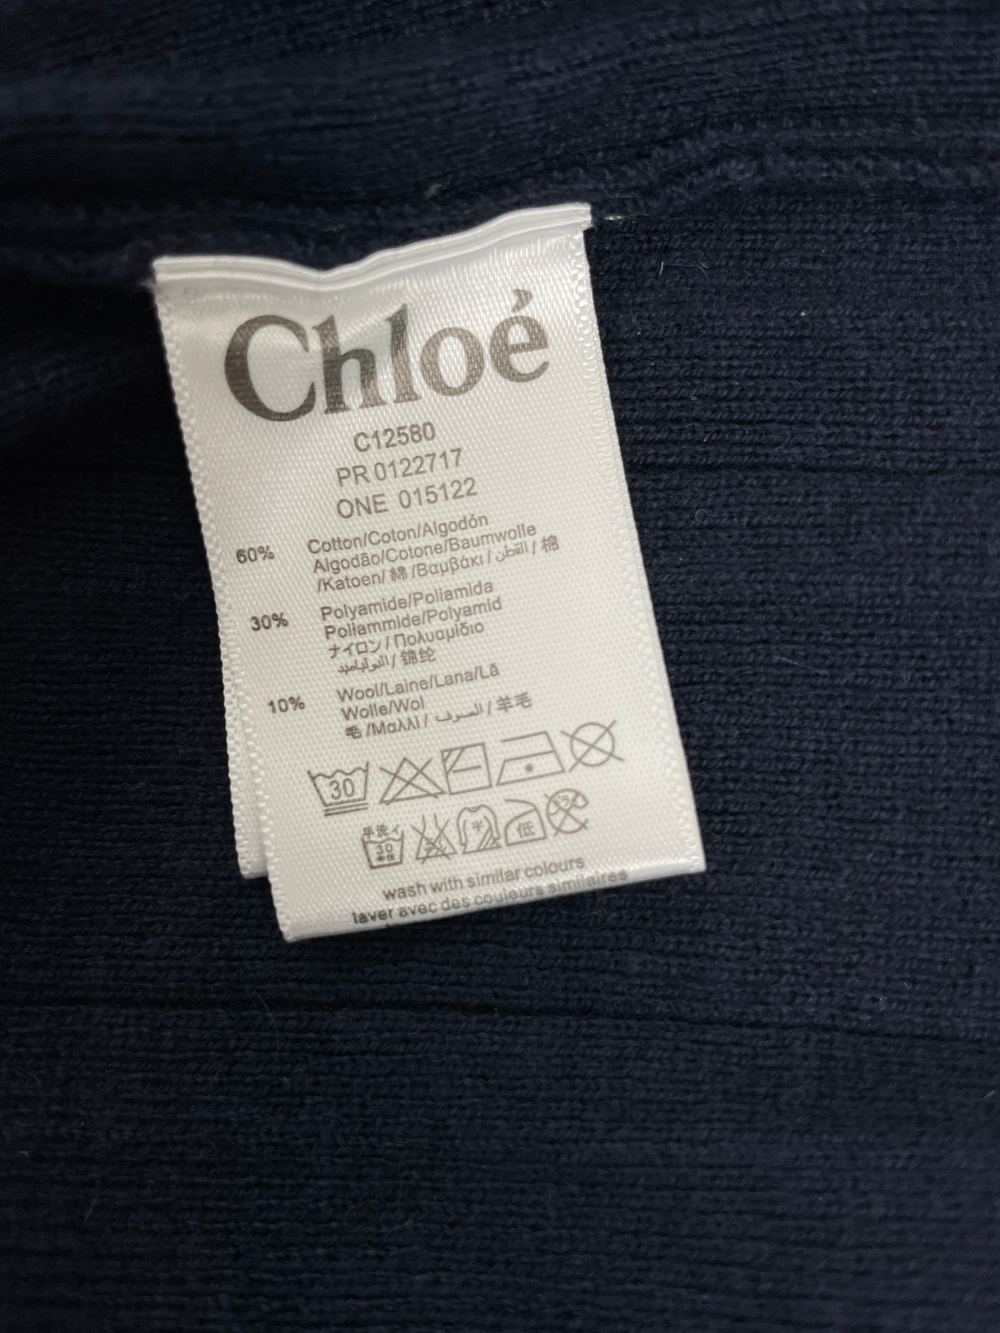 Chloé
C12580
PR 0122717
ONE 015122
60% Cotton/Coton/Algodón
Algodão/Cotone/Baumwolle
/Katoen/ 綿 /Βαμβάκι / القطن / 棉
30% Polyamide/Poliamida
Poliammide/Polyamid
ナイロン / Πολυαμίδιο
البولياميد / 锦纶
10% Wool/Laine/Lana/Lã
Wolle/Wol
毛 /Μαλλί / الصوف / 羊毛
30
手洗イ
30
中
低
wash with similar colours
laver avec des couleurs similaires